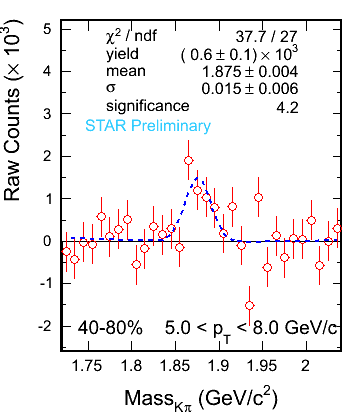 χ² / ndf 37.7 / 27
yield ( 0.6 ± 0.1) × 10³
mean 1.875 ± 0.004
σ 0.015 ± 0.006
significance 4.2
STAR Preliminary
Raw Counts (× 10³)
5
4
3
2
1
0
-1
-2
40-80% 5.0 < p_T < 8.0 GeV/c
1.75 1.8 1.85 1.9 1.95 2
Mass_Kπ (GeV/c²)